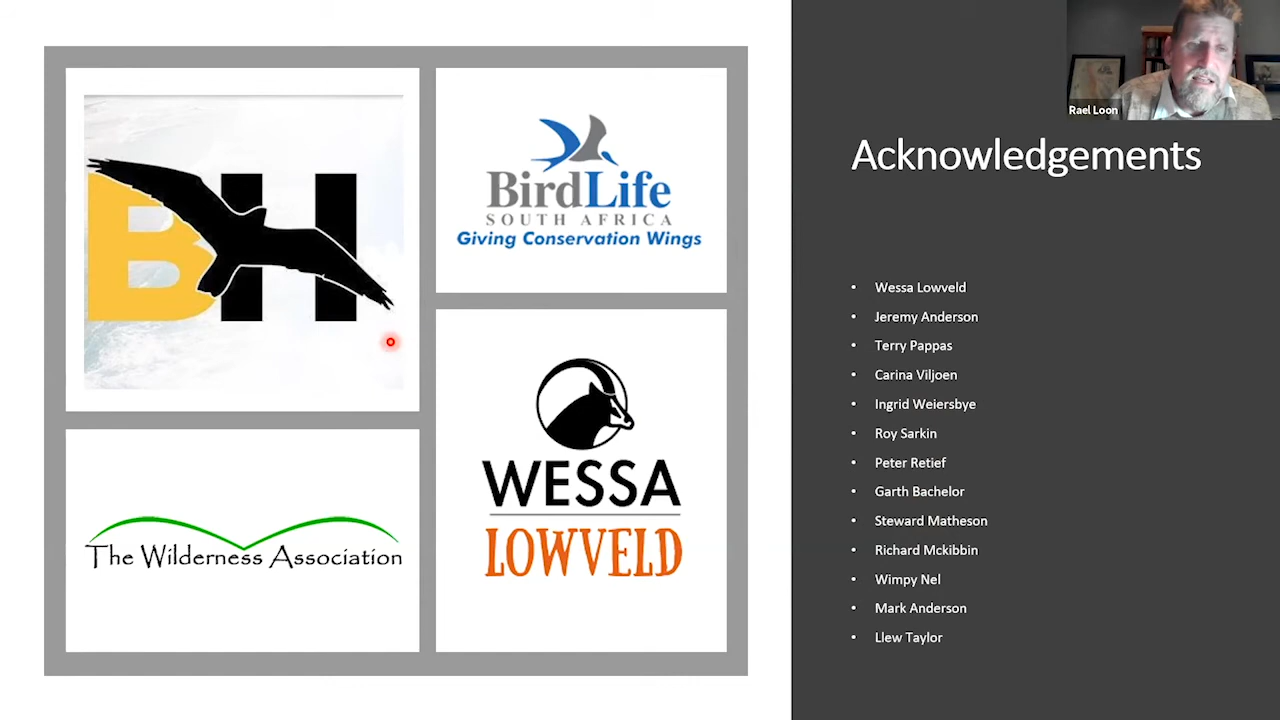 BH
BirdLife
SOUTH AFRICA
Giving Conservation Wings
WESSA
LOWVELD
The Wilderness Association
Rael Loon
Acknowledgements
• Wessa Lowveld
• Jeremy Anderson
• Terry Pappas
• Carina Viljoen
• Ingrid Weiersbye
• Roy Sarkin
• Peter Retief
• Garth Bachelor
• Steward Matheson
• Richard Mckibbin
• Wimpy Nel
• Mark Anderson
• Llew Taylor